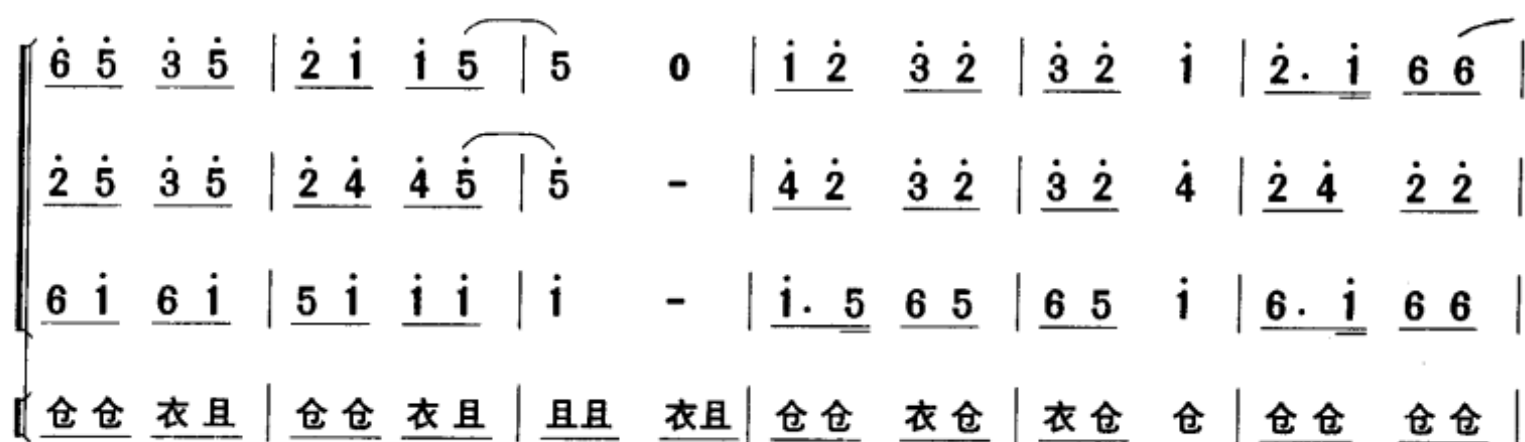 6̇ 5̇ 3̇ 5̇ | 2̇ 1̇ 1̇ 5 | 5 0 | 1̇ 2̇ 3̇ 2̇ | 3̇ 2̇ 1̇ | 2̇. 1̇ 6 6 |
2̇ 5̇ 3̇ 5̇ | 2̇ 4̇ 4̇ 5̇ | 5̇ - | 4̇ 2̇ 3̇ 2̇ | 3̇ 2̇ 4̇ | 2̇ 4̇ 2̇ 2̇ |
6 1̇ 6 1̇ | 5 1̇ 1̇ 1̇ | 1̇ - | 1̇. 5 6 5 | 6 5 1̇ | 6. 1̇ 6 6 |
仓仓 衣且 | 仓仓 衣且 | 且且 衣且 | 仓仓 衣仓 | 衣仓 仓 | 仓仓 仓仓 |